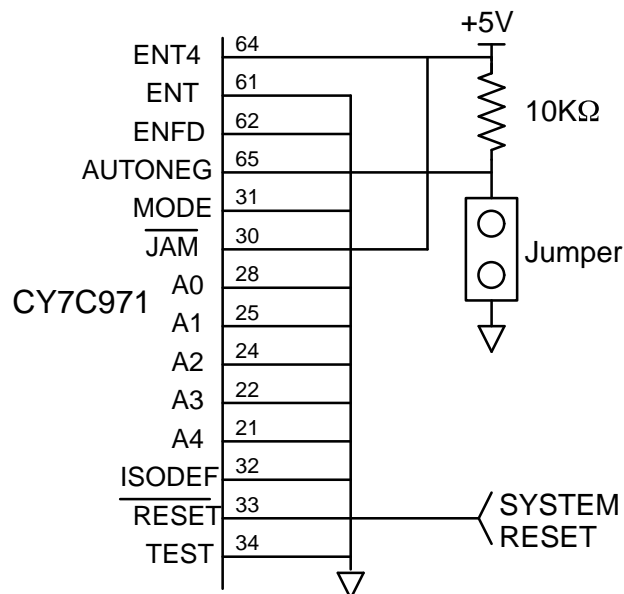 +5V
ENT4 64
ENT 61
ENFD 62
10KΩ
AUTONEG 65
MODE 31
JAM 30
Jumper
CY7C971
A0 28
A1 25
A2 24
A3 22
A4 21
ISODEF 32
RESET 33
SYSTEM
RESET
TEST 34